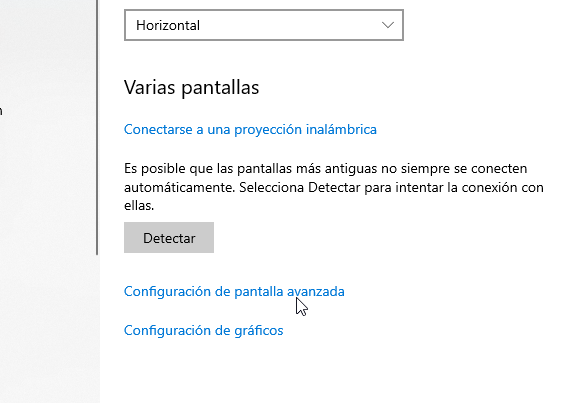 Horizontal
Varias pantallas
Conectarse a una proyección inalámbrica
Es posible que las pantallas más antiguas no siempre se conecten
automáticamente. Selecciona Detectar para intentar la conexión con
ellas.
Detectar
Configuración de pantalla avanzada
Configuración de gráficos